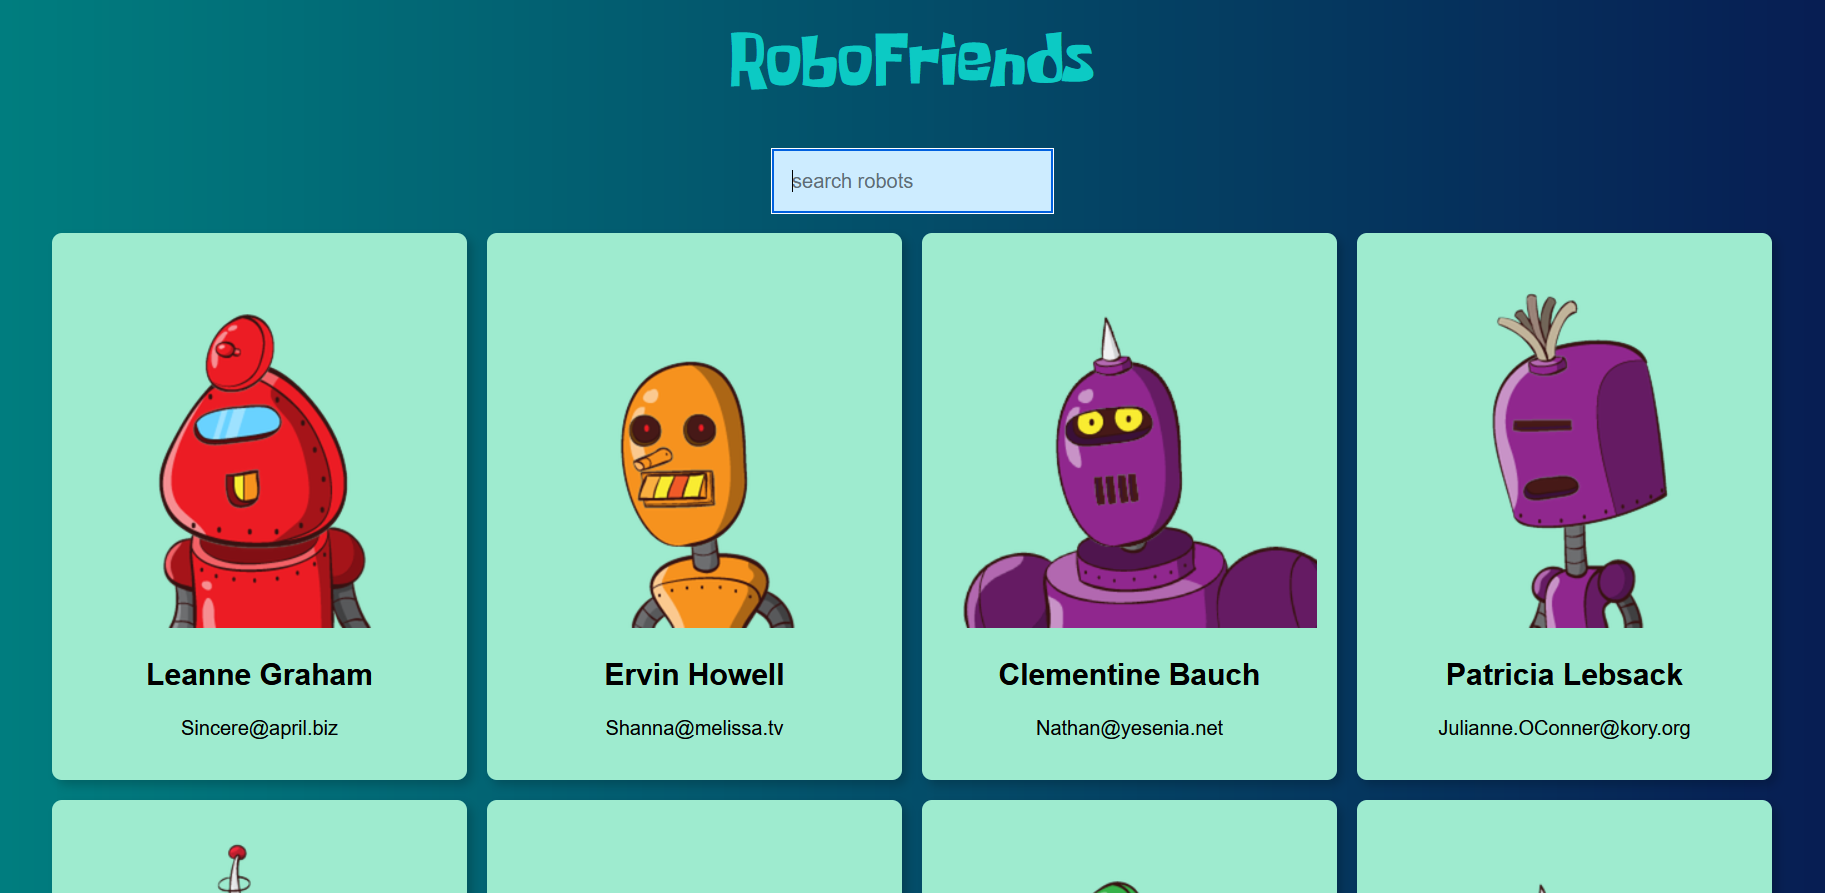 RoboFriends
search robots
Leanne Graham
Sincere@april.biz
Ervin Howell
Shanna@melissa.tv
Clementine Bauch
Nathan@yesenia.net
Patricia Lebsack
Julianne.OConner@kory.org